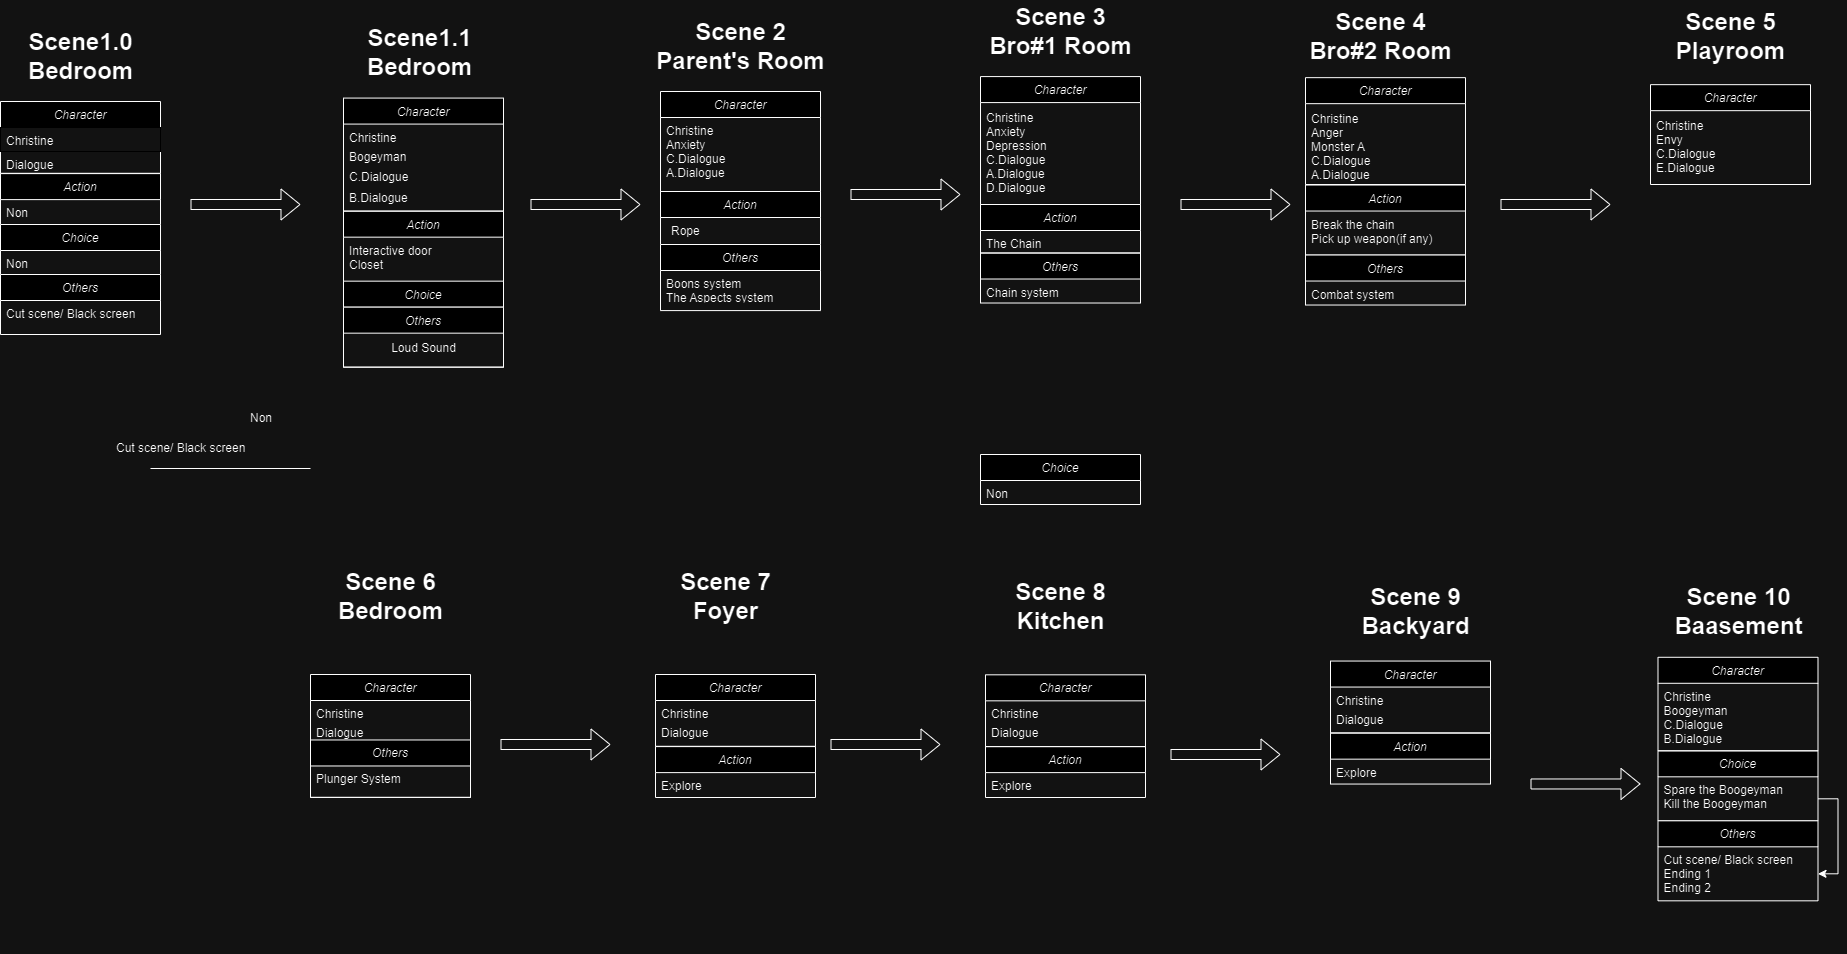 Scene1.0
Bedroom
Character
Christine
Dialogue
Action
Non
Choice
Non
Others
Cut scene/ Black screen
Scene1.1
Bedroom
Character
Christine
Bogeyman
C.Dialogue
B.Dialogue
Action
Interactive door
Closet
Choice
Others
Loud Sound
Scene 2
Parent's Room
Character
Christine
Anxiety
C.Dialogue
A.Dialogue
Action
Rope
Others
Boons system
The Aspects system
Scene 3
Bro#1 Room
Character
Christine
Anxiety
Depression
C.Dialogue
A.Dialogue
D.Dialogue
Action
The Chain
Others
Chain system
Scene 4
Bro#2 Room
Character
Christine
Anger
Monster A
C.Dialogue
A.Dialogue
Action
Break the chain
Pick up weapon(if any)
Others
Combat system
Scene 5
Playroom
Character
Christine
Envy
C.Dialogue
E.Dialogue
Non
Cut scene/ Black screen
Choice
Non
Scene 6
Bedroom
Character
Christine
Dialogue
Others
Plunger System
Scene 7
Foyer
Character
Christine
Dialogue
Action
Explore
Scene 8
Kitchen
Character
Christine
Dialogue
Action
Explore
Scene 9
Backyard
Character
Christine
Dialogue
Action
Explore
Scene 10
Baasement
Character
Christine
Boogeyman
C.Dialogue
B.Dialogue
Choice
Spare the Boogeyman
Kill the Boogeyman
Others
Cut scene/ Black screen
Ending 1
Ending 2